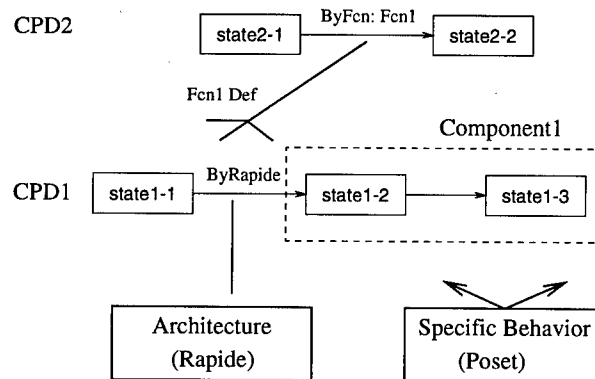 CPD2
ByFcn: Fcn1
state2-1
state2-2
Fcn1 Def
Component1
ByRapide
CPD1
state1-1
state1-2
state1-3
Architecture
(Rapide)
Specific Behavior
(Poset)